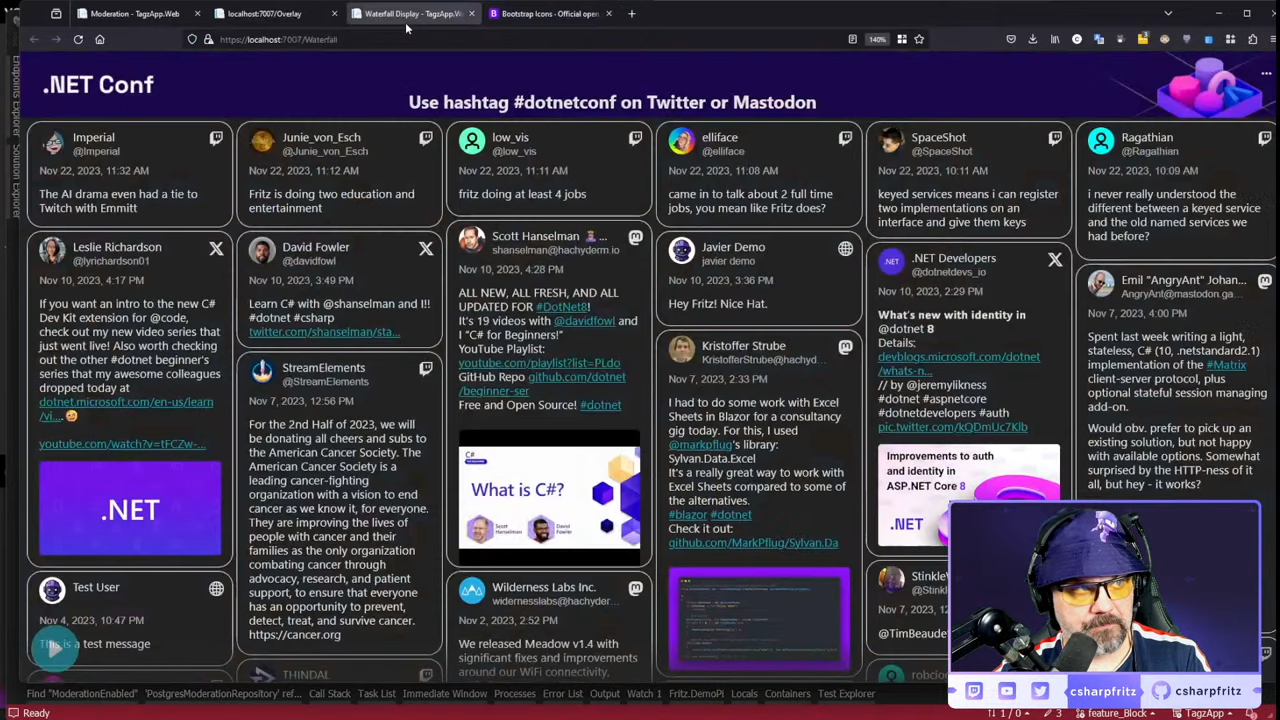 Moderation - TagzApp.Web
localhost:7007/Overlay
Waterfall Display - TagzApp.W
Bootstrap Icons - Official open
https://localhost:7007/Waterfall
140%
Endpoints Explorer
Solution Explorer
.NET Conf
Use hashtag #dotnetconf on Twitter or Mastodon
Imperial
@Imperial
Nov 22, 2023, 11:32 AM
The AI drama even had a tie to
Twitch with Emmitt
Leslie Richardson
@lyrichardson01
Nov 10, 2023, 4:17 PM
If you want an intro to the new C#
Dev Kit extension for @code,
check out my new video series that
just went live! Also worth checking
out the other #dotnet beginner's
series that my awesome colleagues
dropped today at
dotnet.microsoft.com/en-us/learn
/vi...
youtube.com/watch?v=tFCZw-...
.NET
Test User
10:47 PM
test message
Junie_von_Esch
@Junie_von_Esch
Nov 22, 2023, 11:12 AM
Fritz is doing two education and
entertainment
David Fowler
@davidfowl
Nov 10, 2023, 3:49 PM
Learn C# with @shanselman and I!!
#dotnet #csharp
twitter.com/shanselman/sta...
StreamElements
@StreamElements
Nov 7, 2023, 12:56 PM
For the 2nd Half of 2023, we will
be donating all cheers and subs to
the American Cancer Society. The
American Cancer Society is a
leading cancer-fighting
organization with a vision to end
cancer as we know it, for everyone.
They are improving the lives of
people with cancer and their
families as the only organization
combating cancer through
advocacy, research, and patient
support, to ensure that everyone
has an opportunity to prevent,
detect, treat, and survive cancer.
https://cancer.org
THINDAL
low_vis
@low_vis
Nov 22, 2023, 11:11 AM
fritz doing at least 4 jobs
Scott Hanselman ...
shanselman@hachyderm.io
Nov 10, 2023, 4:28 PM
ALL NEW, ALL FRESH, AND ALL
UPDATED FOR #DotNet8!
It's 19 videos with @davidfowl and
I "C# for Beginners!"
YouTube Playlist:
youtube.com/playlist?list=PLdo
GitHub Repo github.com/dotnet
/beginner-ser
Free and Open Source! #dotnet
C#
What is C#?
Scott
Hanselman
David
Fowler
Wilderness Labs Inc.
wildernesslabs@hachyder...
Nov 2, 2023, 2:52 PM
We released Meadow v1.4 with
significant fixes and improvements
around our WiFi connectivity,
elliface
@elliface
Nov 22, 2023, 11:08 AM
came in to talk about 2 full time
jobs, you mean like Fritz does?
Javier Demo
javier demo
Nov 10, 2023, 3:36 PM
Hey Fritz! Nice Hat.
Kristoffer Strube
KristofferStrube@hachyd...
Nov 7, 2023, 2:33 PM
I had to do some work with Excel
Sheets in Blazor for a consultancy
gig today. For this, I used
@markpflug's library:
Sylvan.Data.Excel
It's a really great way to work with
Excel Sheets compared to some of
the alternatives.
#blazor #dotnet
Check it out:
github.com/MarkPflug/Sylvan.Da
SpaceShot
@SpaceShot
Nov 22, 2023, 10:11 AM
keyed services means i can register
two implementations on an
interface and give them keys
.NET Developers
@dotnetdevs_io
Nov 10, 2023, 2:29 PM
What's new with identity in
@dotnet 8
Details:
devblogs.microsoft.com/dotnet
/whats-n...
// by @jeremylikness
#dotnet #aspnetcore
#dotnetdevelopers #auth
pic.twitter.com/kQDmUc7Klb
Improvements to auth
and identity in
ASP.NET Core 8
.NET
Nov 7, 2023, 12
@TimBeaude
Ragathian
@Ragathian
Nov 22, 2023, 10:09 AM
i never really understood the
different between a keyed service
and the old named services we
had before?
Emil "AngryAnt" Johan...
AngryAnt@mastodon.ga...
Nov 7, 2023, 4:00 PM
Spent last week writing a light,
stateless, C# (10, .netstandard2.1)
implementation of the #Matrix
client-server protocol, plus
optional stateful session managing
add-on.
Would obv. prefer to pick up an
existing solution, but not happy
with available options. Somewhat
surprised by the HTTP-ness of it
all, but hey - it works?
csharpfritz
csharpfritz
Find "ModerationEnabled"
'PostgresModerationRepository' ref...
Call Stack
Task List
Immediate Window
Processes
Error List
Output
Watch 1
Fritz.DemoPi
Locals
Containers
Test Explorer
Ready
1 / 0
3
feature_Block
TagzApp